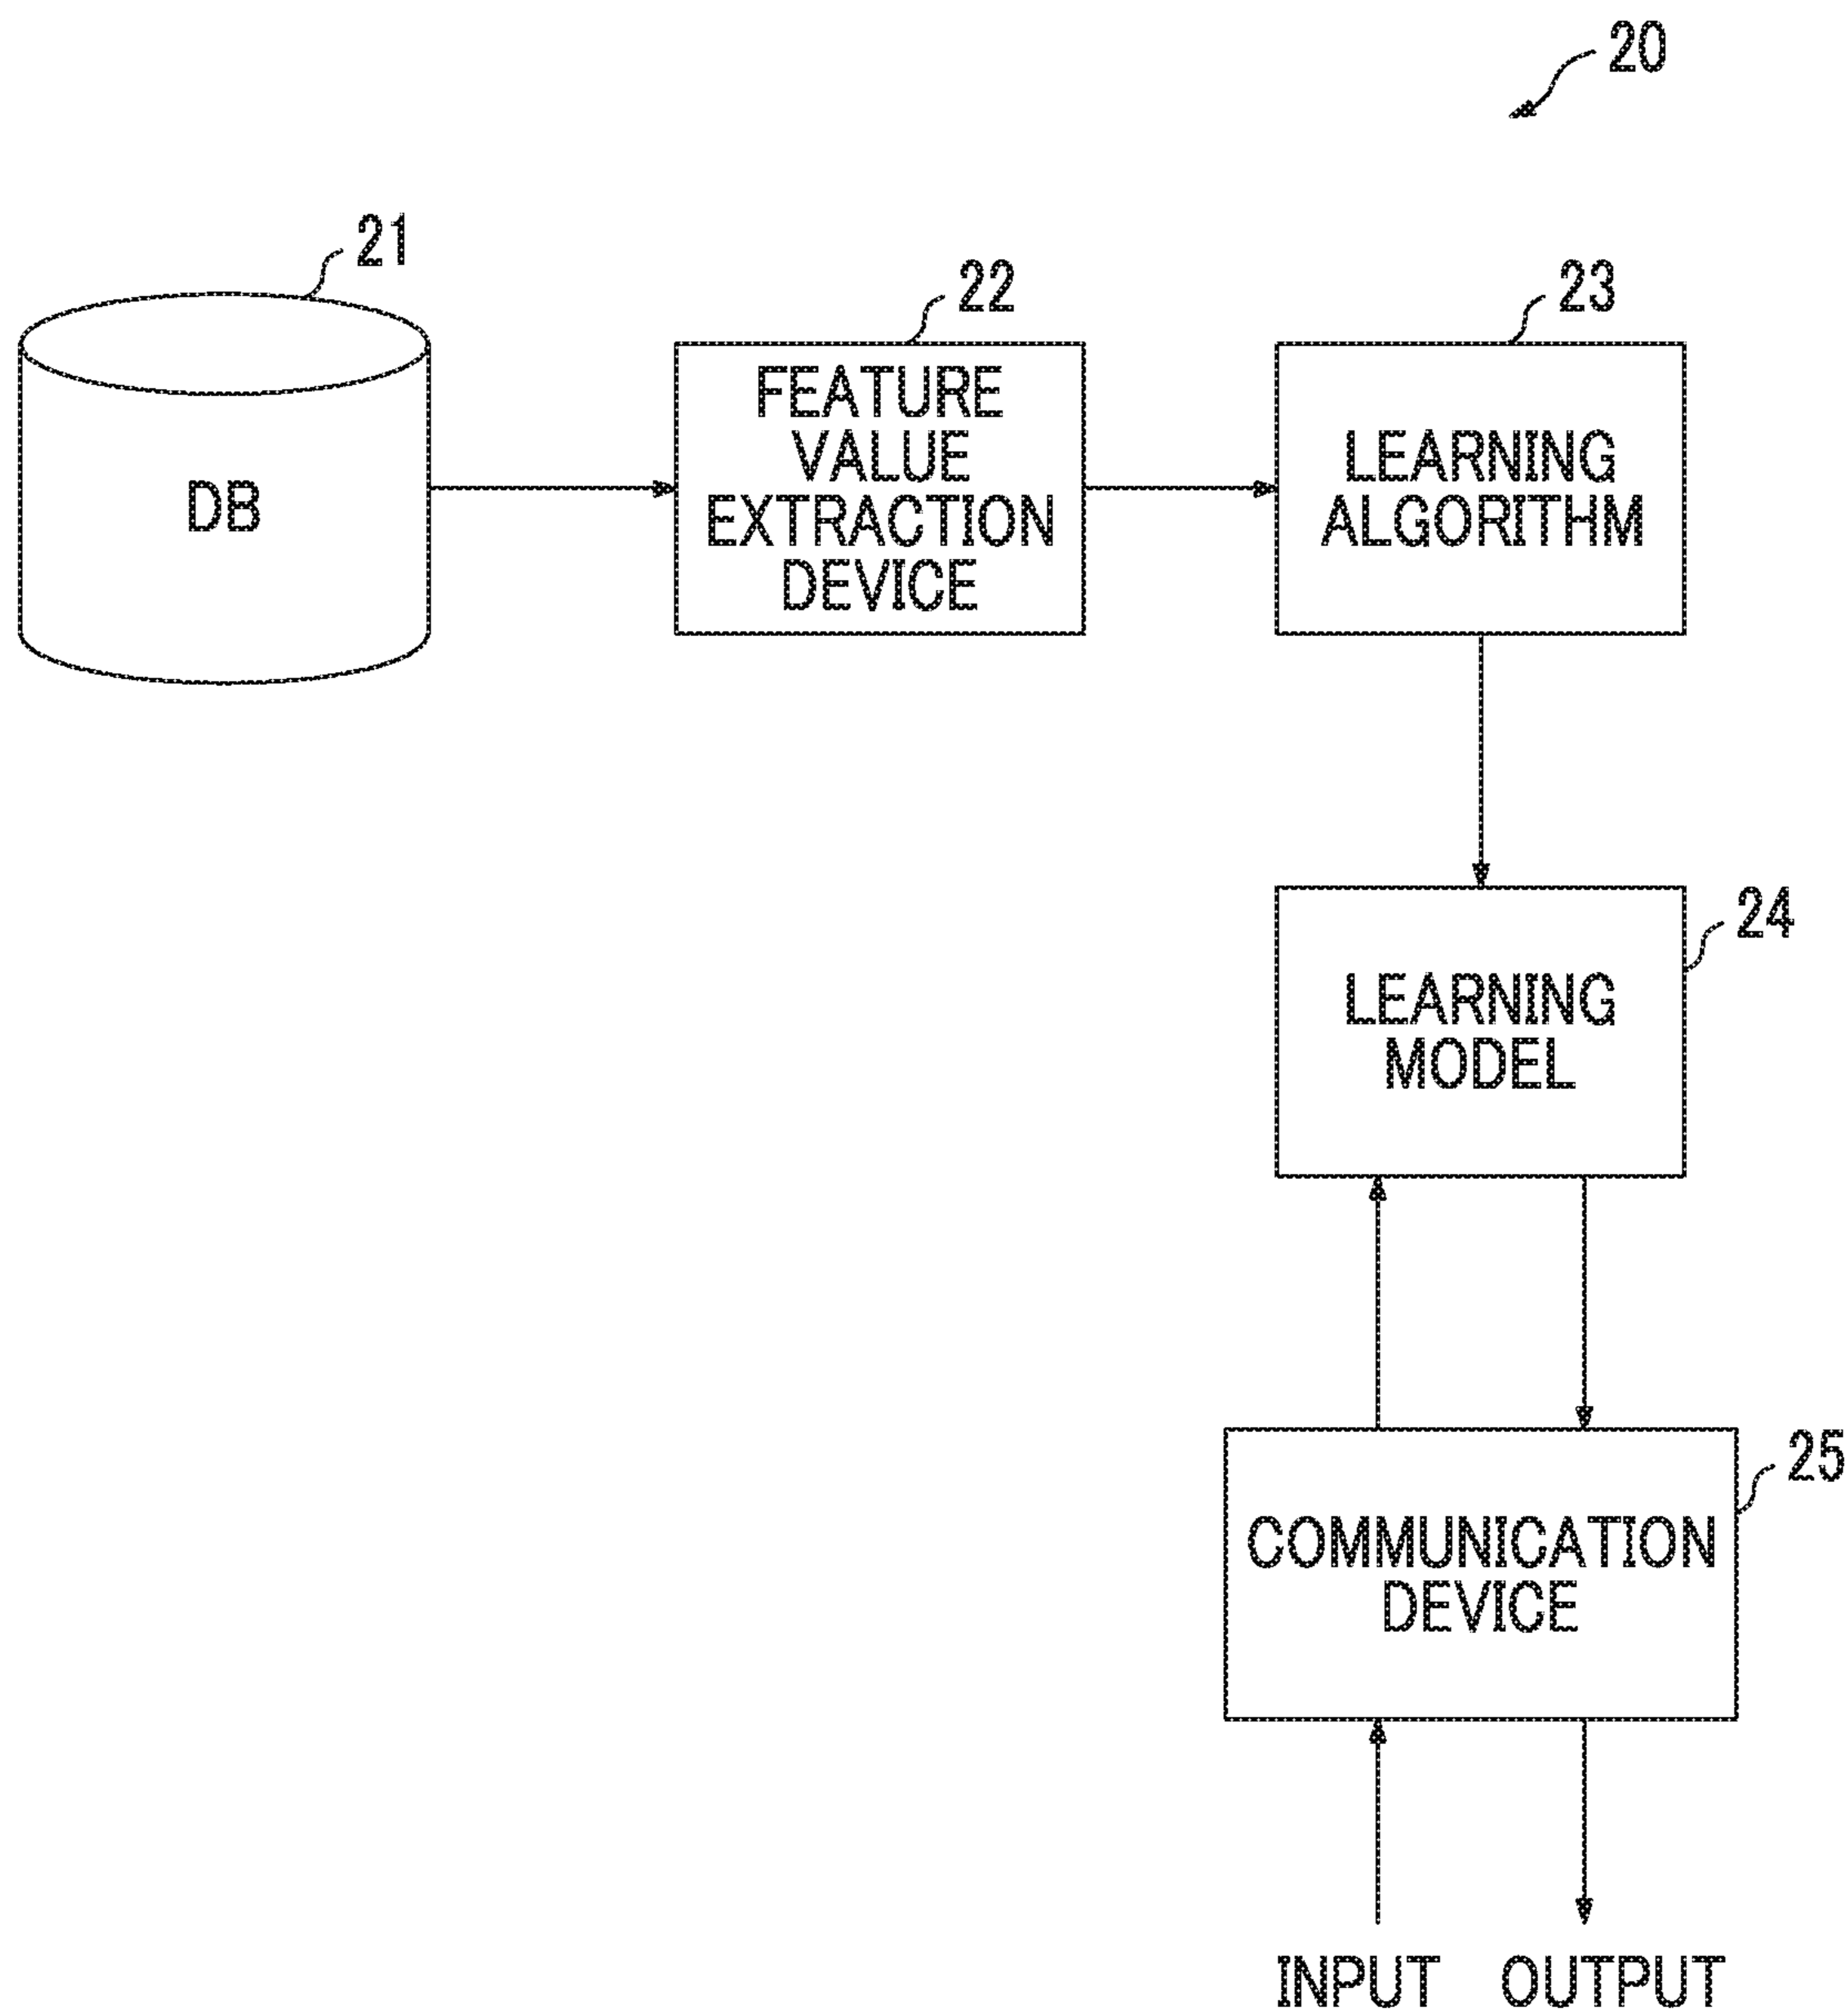 20
21
22
23
DB
FEATURE
VALUE
EXTRACTION
DEVICE
LEARNING
ALGORITHM
24
LEARNING
MODEL
25
COMMUNICATION
DEVICE
INPUT OUTPUT